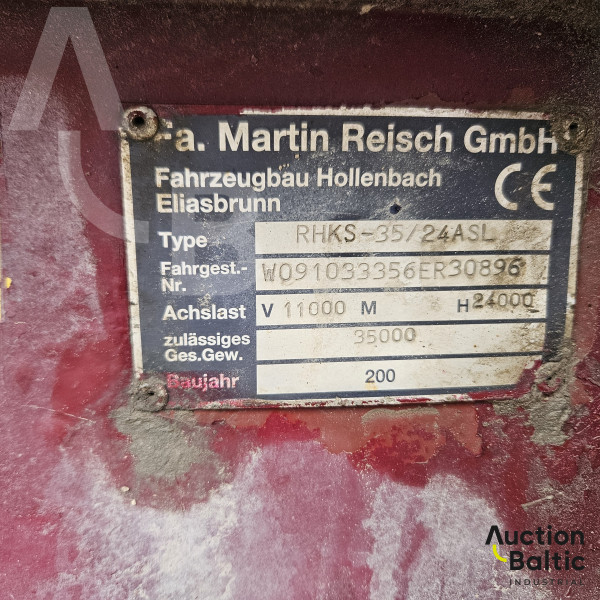 Fa. Martin Reisch GmbH
Fahrzeugbau Hollenbach
Eliasbrunn
CE
Type RHKS-35/24ASL
Fahrgest.-
Nr. W091033356ER30896
Achslast V 11000 M H 24000
zulässiges
Ges.Gew. 35000
Baujahr 200
Auction
Baltic
INDUSTRIAL